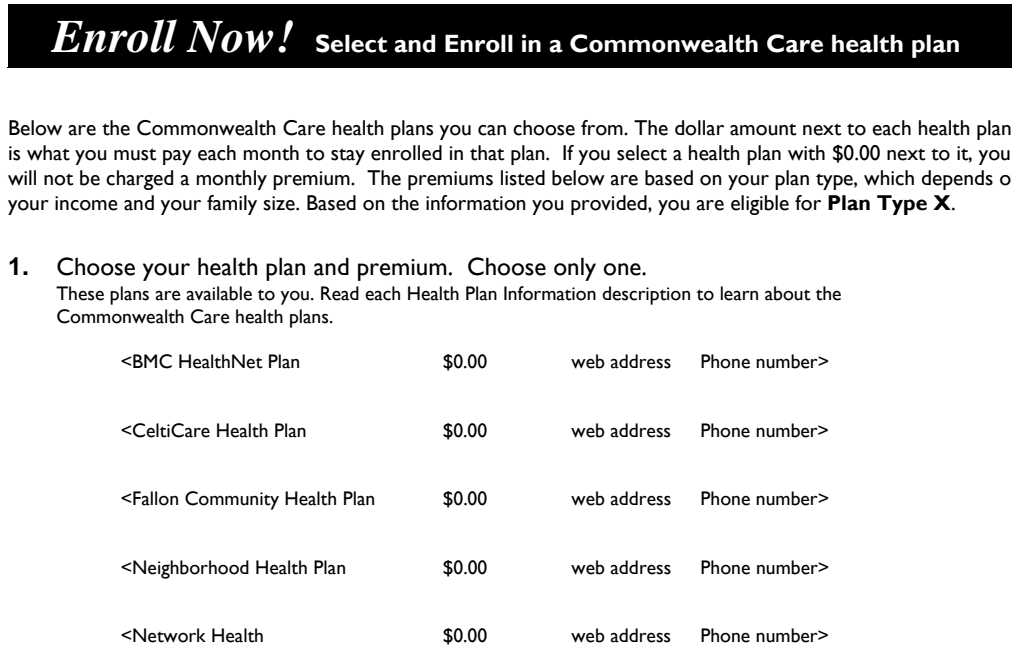 Enroll Now! Select and Enroll in a Commonwealth Care health plan
Below are the Commonwealth Care health plans you can choose from. The dollar amount next to each health plan
is what you must pay each month to stay enrolled in that plan. If you select a health plan with $0.00 next to it, you
will not be charged a monthly premium. The premiums listed below are based on your plan type, which depends o
your income and your family size. Based on the information you provided, you are eligible for Plan Type X.
1. Choose your health plan and premium. Choose only one.
These plans are available to you. Read each Health Plan Information description to learn about the
Commonwealth Care health plans.
<BMC HealthNet Plan $0.00 web address Phone number>
<CeltiCare Health Plan $0.00 web address Phone number>
<Fallon Community Health Plan $0.00 web address Phone number>
<Neighborhood Health Plan $0.00 web address Phone number>
<Network Health $0.00 web address Phone number>